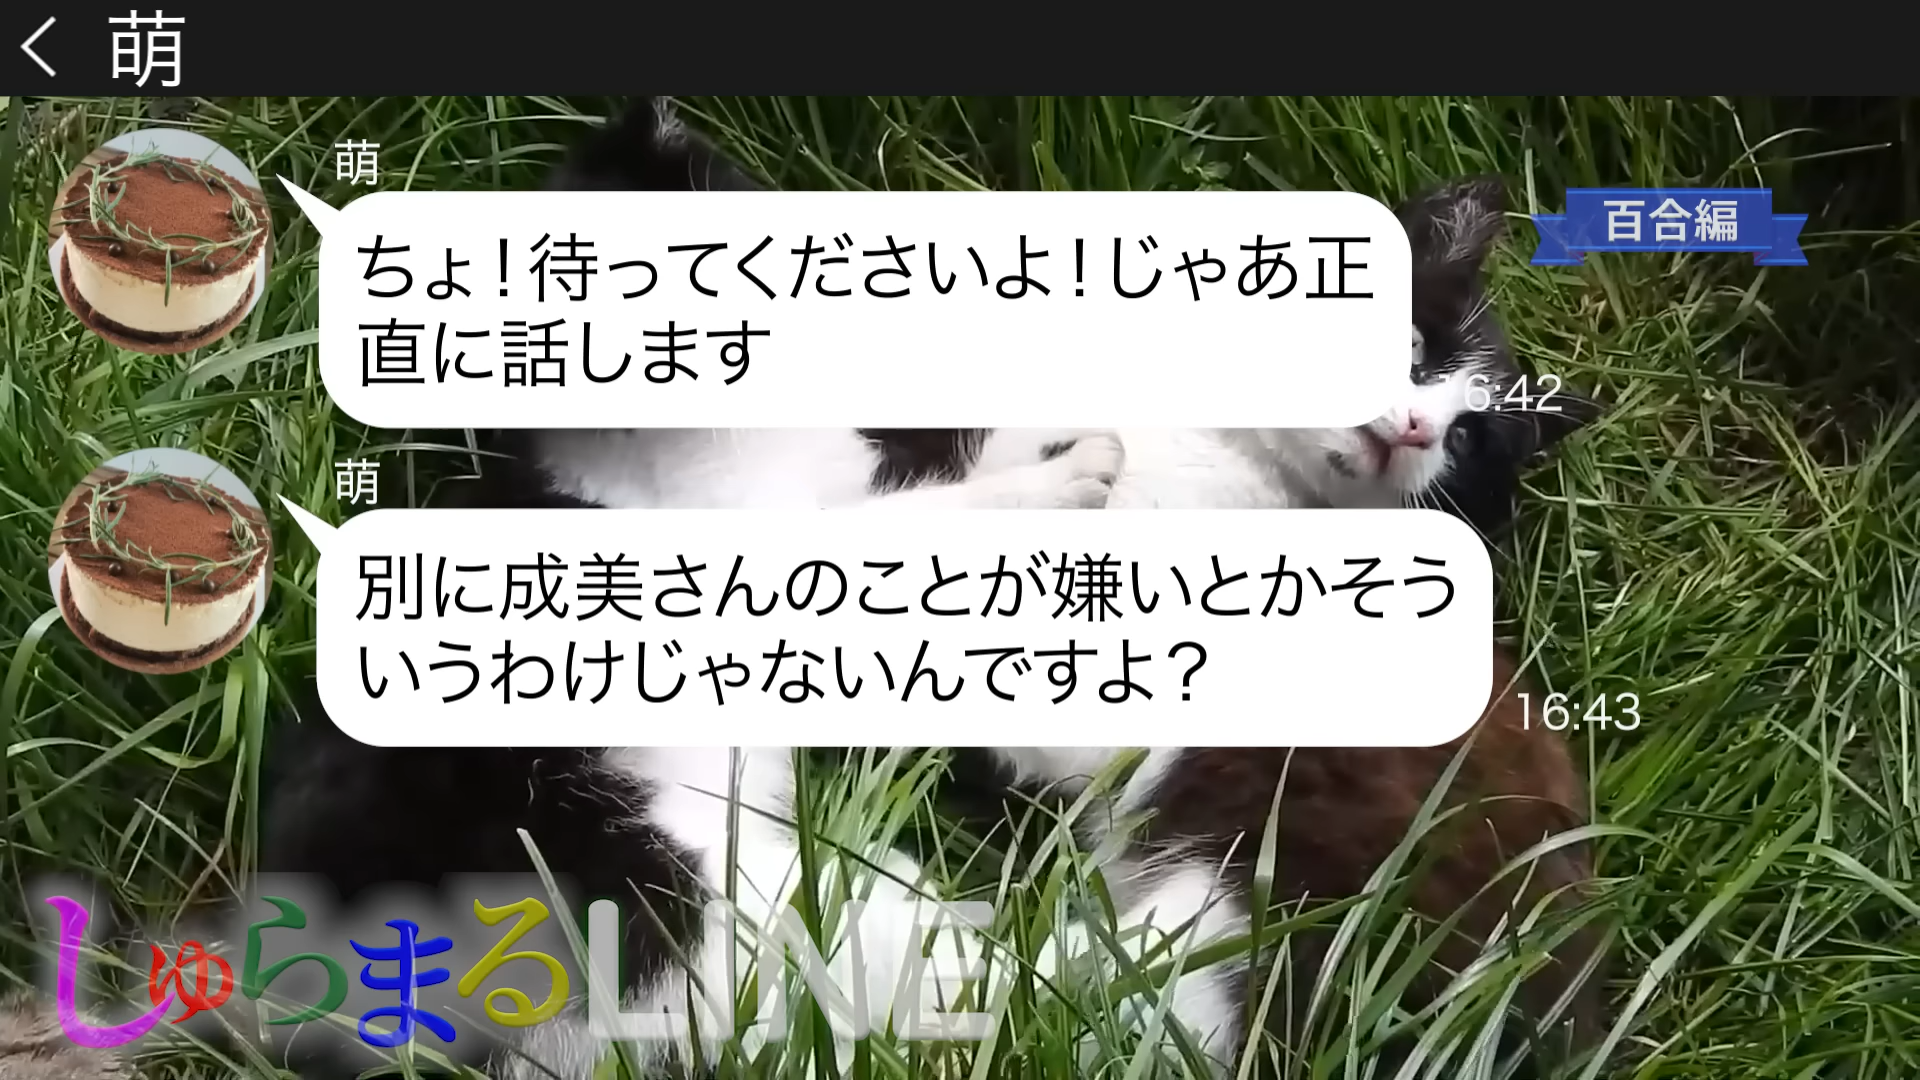 萌
萌
ちょ！待ってくださいよ！じゃあ正
直に話します
百合編
16:42
萌
別に成美さんのことが嫌いとかそう
いうわけじゃないんですよ？
16:43
しゅらまるLINE